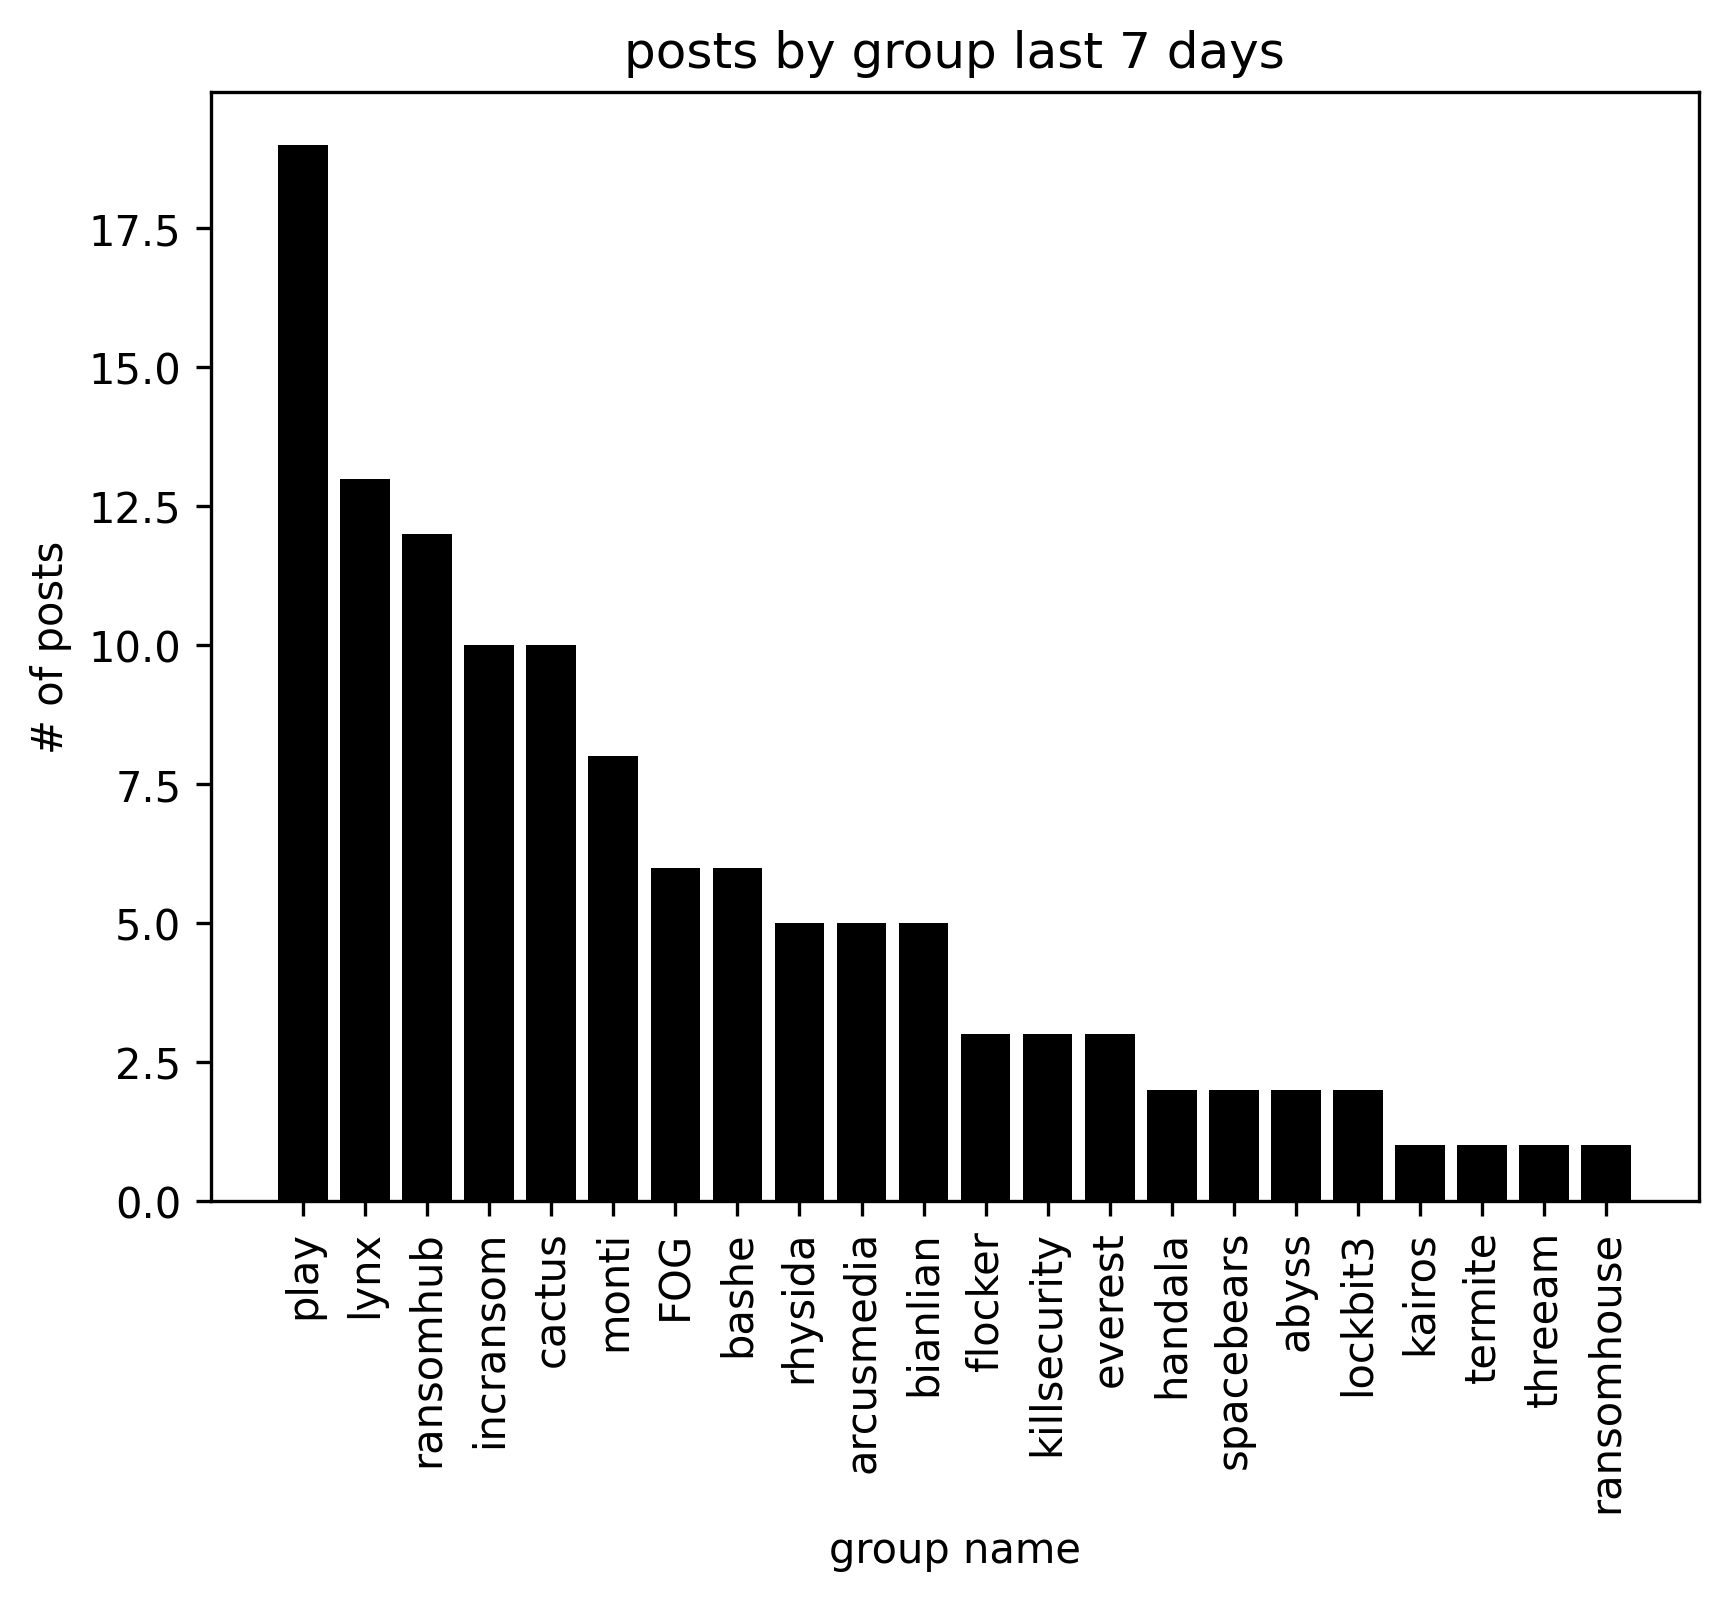 posts by group last 7 days
# of posts
17.5
15.0
12.5
10.0
7.5
5.0
2.5
0.0
play
lynx
ransomhub
incransom
cactus
monti
FOG
bashe
rhysida
arcusmedia
bianlian
flocker
killsecurity
everest
handala
spacebears
abyss
lockbit3
kairos
termite
threeam
ransomhouse
group name